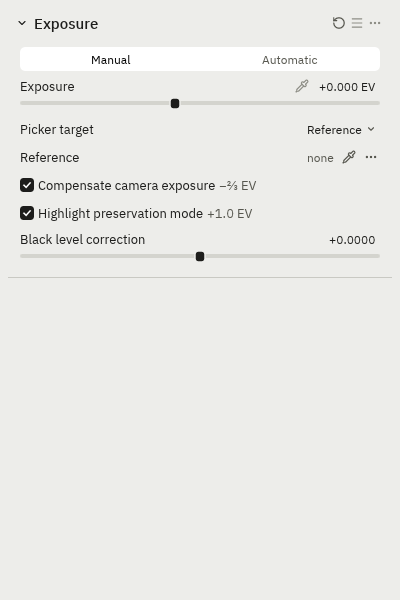 Exposure
Manual Automatic
Exposure +0.000 EV
Picker target Reference
Reference none
Compensate camera exposure −⅔ EV
Highlight preservation mode +1.0 EV
Black level correction +0.0000